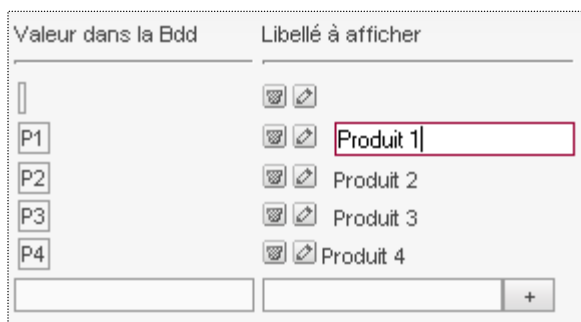 Valeur dans la Bdd Libellé à afficher
P1 Produit 1
P2 Produit 2
P3 Produit 3
P4 Produit 4
+